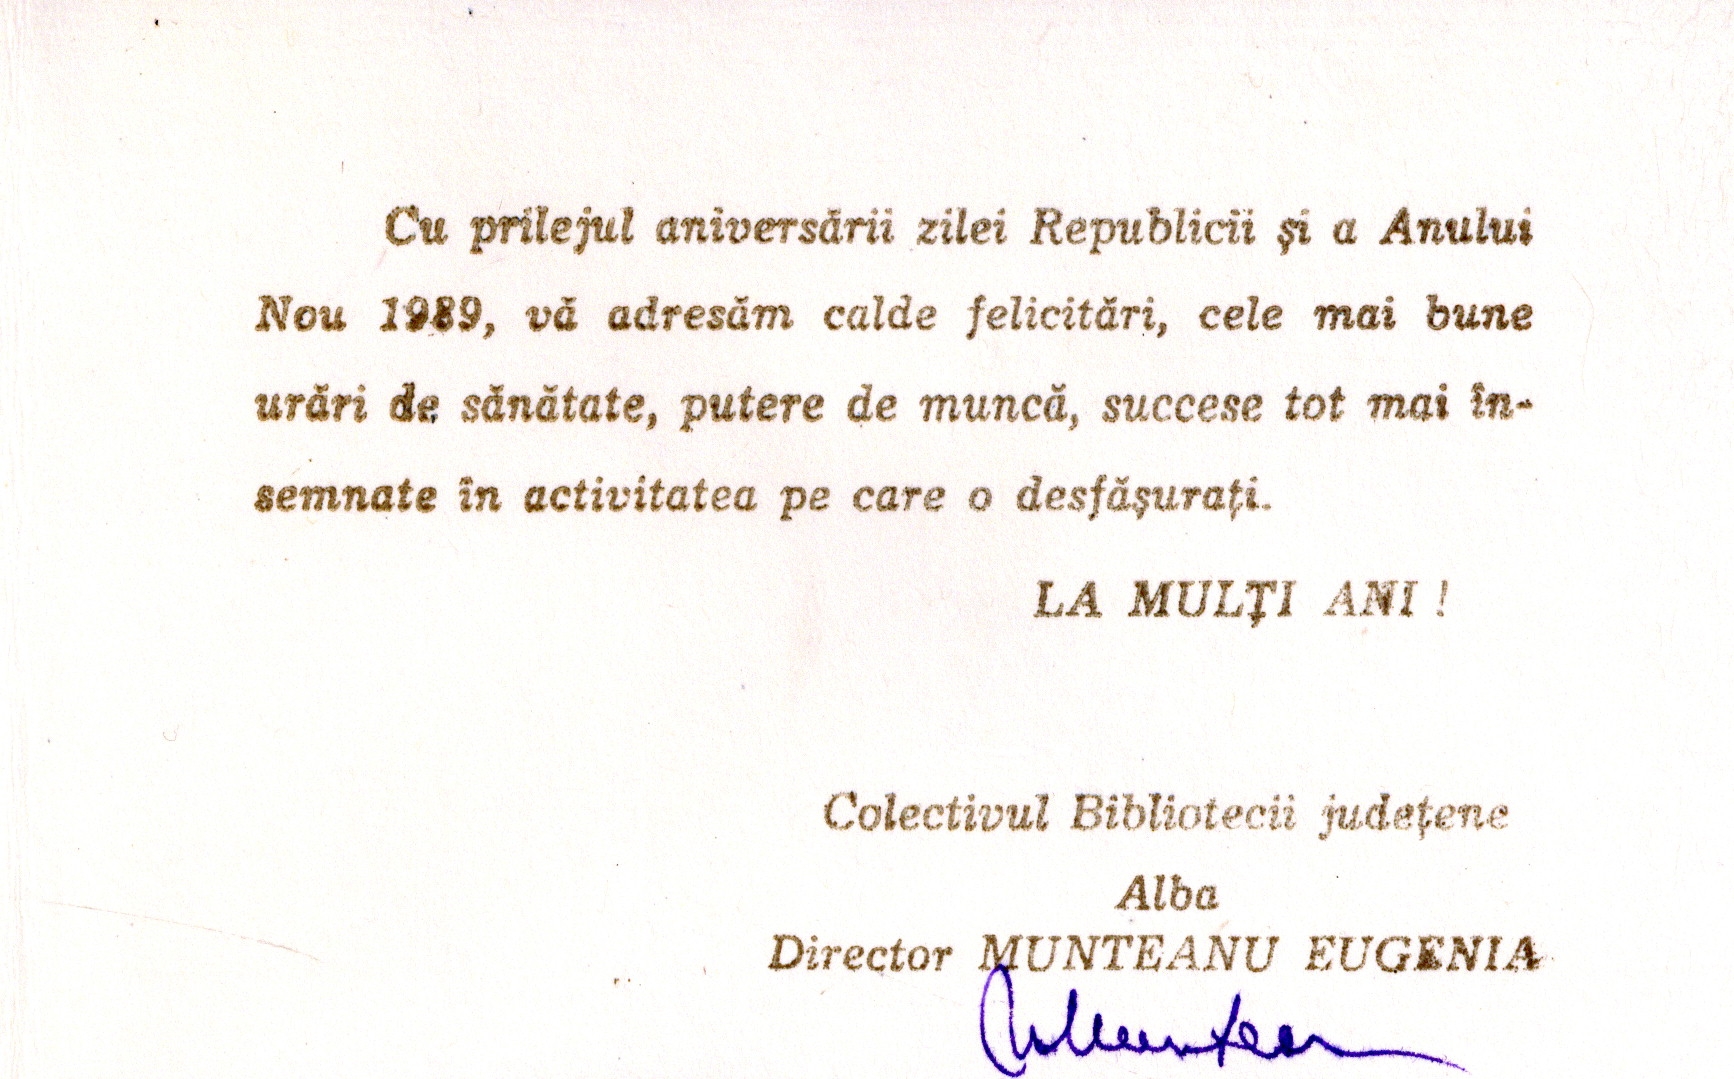 Cu prilejul aniversării zilei Republicii şi a Anului
Nou 1989, vă adresăm calde felicitări, cele mai bune
urări de sănătate, putere de muncă, succese tot mai în-
semnate în activitatea pe care o desfăşuraţi.
LA MULŢI ANI !
Colectivul Bibliotecii judeţene
Alba
Director MUNTEANU EUGENIA